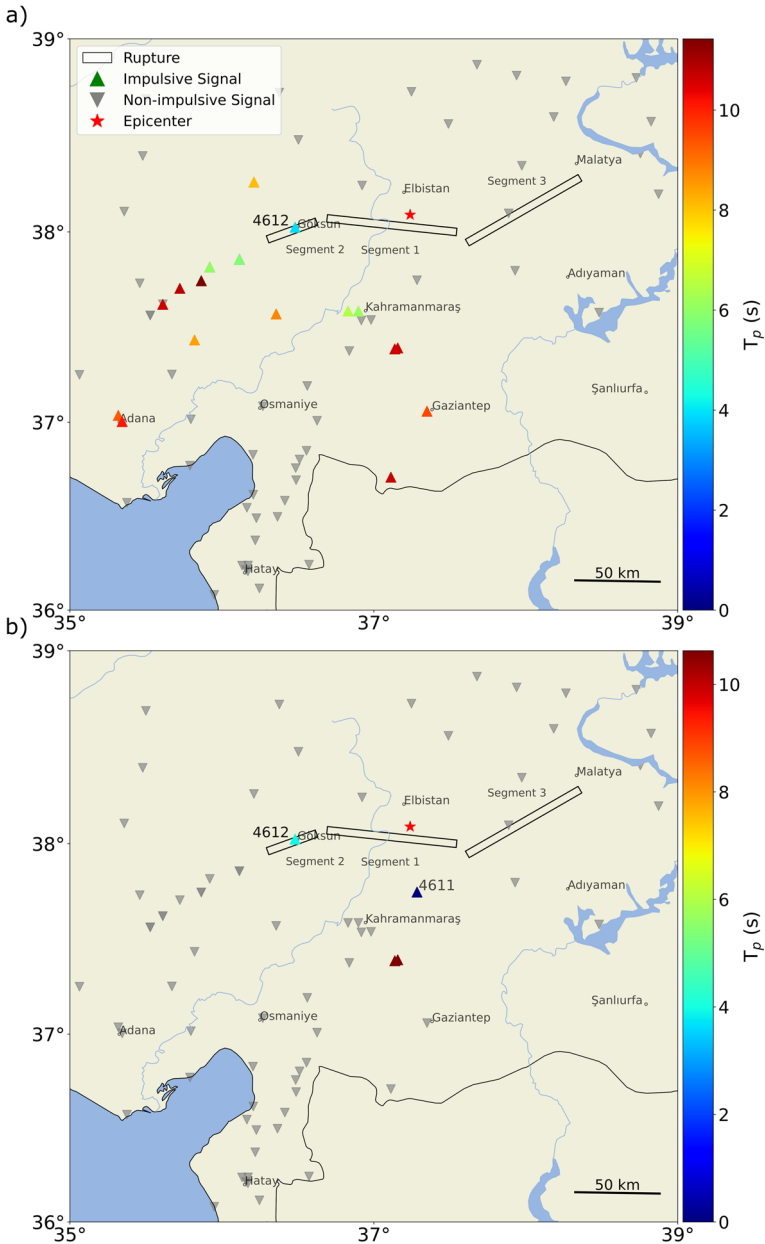 a)
39°
38°
37°
36°
35°
37°
39°
Rupture
Impulsive Signal
Non-impulsive Signal
Epicenter
Malatya
Segment 3
Elbistan
4612
Göksun
Segment 2
Segment 1
Adıyaman
Kahramanmaraş
Şanlıurfa
Osmaniye
Gaziantep
Adana
Hatay
50 km
10
8
6
4
2
0
Tp (s)
b)
39°
38°
37°
36°
35°
37°
39°
Malatya
Segment 3
Elbistan
4612
Göksun
Segment 2
Segment 1
4611
Adıyaman
Kahramanmaraş
Şanlıurfa
Osmaniye
Gaziantep
Adana
Hatay
50 km
10
8
6
4
2
0
Tp (s)